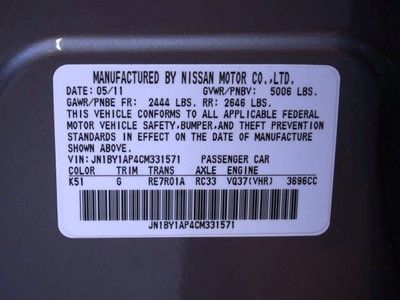 MANUFACTURED BY NISSAN MOTOR CO.,LTD.
DATE: 05/11 GVWR/PNBV: 5006 LBS.
GAWR/PNBE FR: 2444 LBS. RR: 2646 LBS.
THIS VEHICLE CONFORMS TO ALL APPLICABLE FEDERAL
MOTOR VEHICLE SAFETY,BUMPER,AND THEFT PREVENTION
STANDARDS IN EFFECT ON THE DATE OF MANUFACTURE
SHOWN ABOVE.
VIN: JN1BY1AP4CM331571 PASSENGER CAR
COLOR TRIM TRANS AXLE ENGINE
K51 G RE7R01A RC33 VQ37(VHR) 3696CC
JN1BY1AP4CM331571